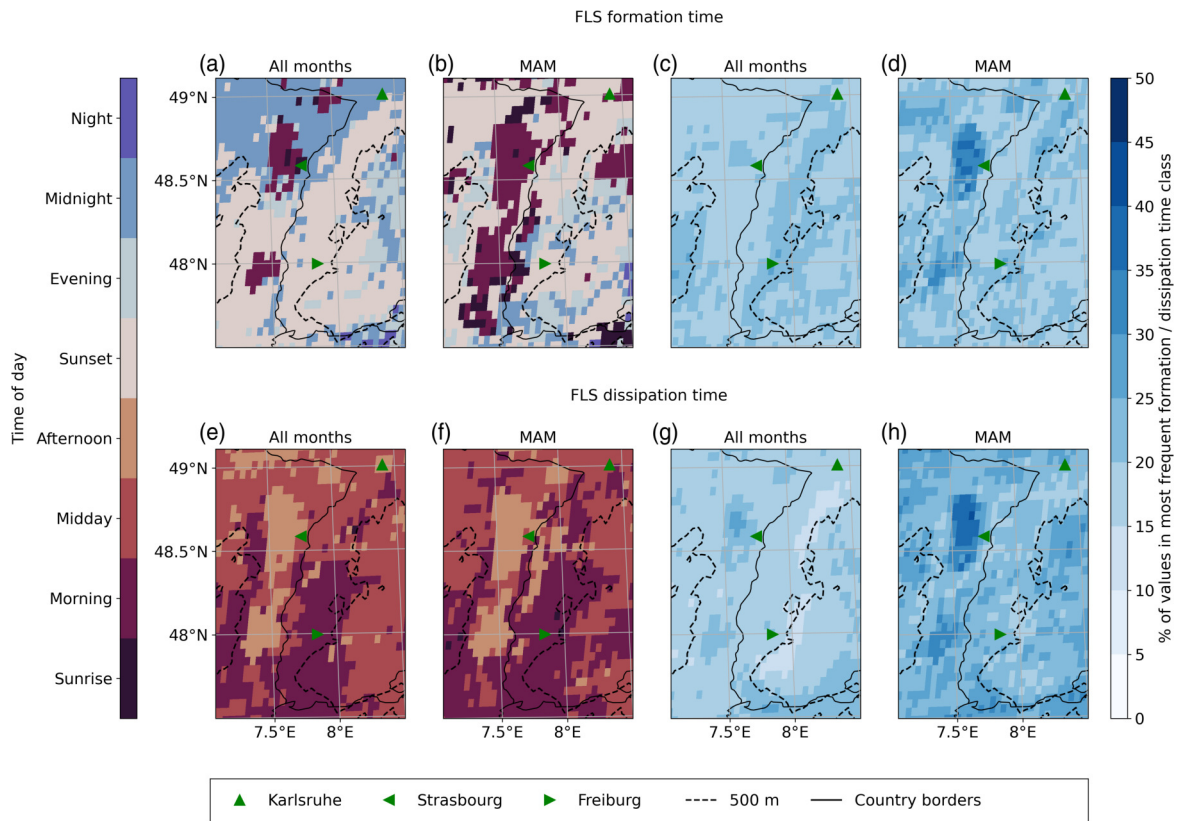 FLS formation time
(a) All months
(b) MAM
(c) All months
(d) MAM
49°N
48.5°N
48°N
Time of day
Night
Midnight
Evening
Sunset
Afternoon
Midday
Morning
Sunrise
50
45
40
35
30
25
20
15
10
5
0
% of values in most frequent formation / dissipation time class
FLS dissipation time
(e) All months
(f) MAM
(g) All months
(h) MAM
49°N
48.5°N
48°N
7.5°E 8°E
7.5°E 8°E
7.5°E 8°E
7.5°E 8°E
Karlsruhe Strasbourg Freiburg 500 m Country borders